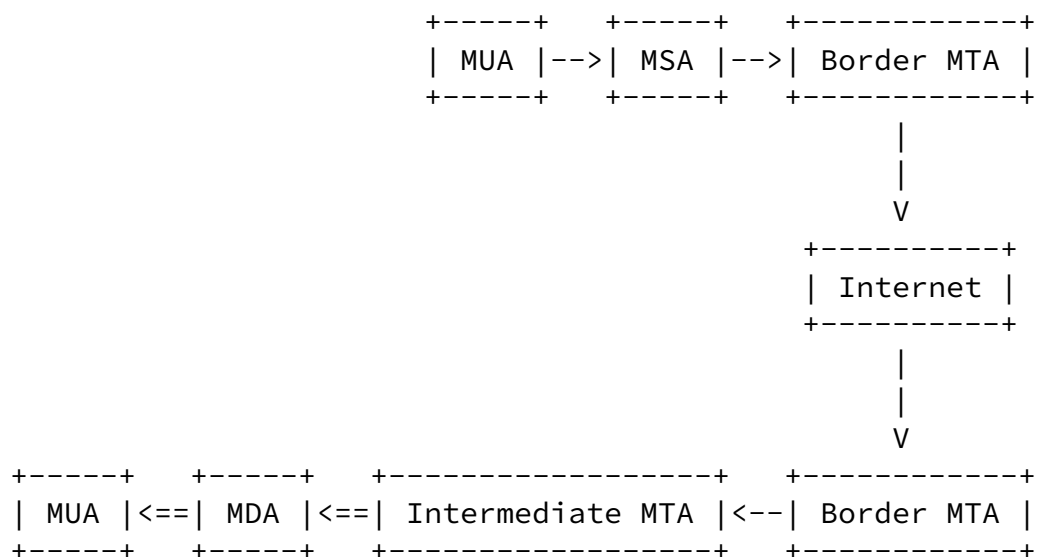 +-----+   +-----+   +------------+
| MUA |-->| MSA |-->| Border MTA |
+-----+   +-----+   +------------+
|
|
V
+----------+
| Internet |
+----------+
|
|
V
+-----+   +-----+   +------------------+   +------------+
| MUA |<==| MDA |<==| Intermediate MTA |<--| Border MTA |
+-----+   +-----+   +------------------+   +------------+